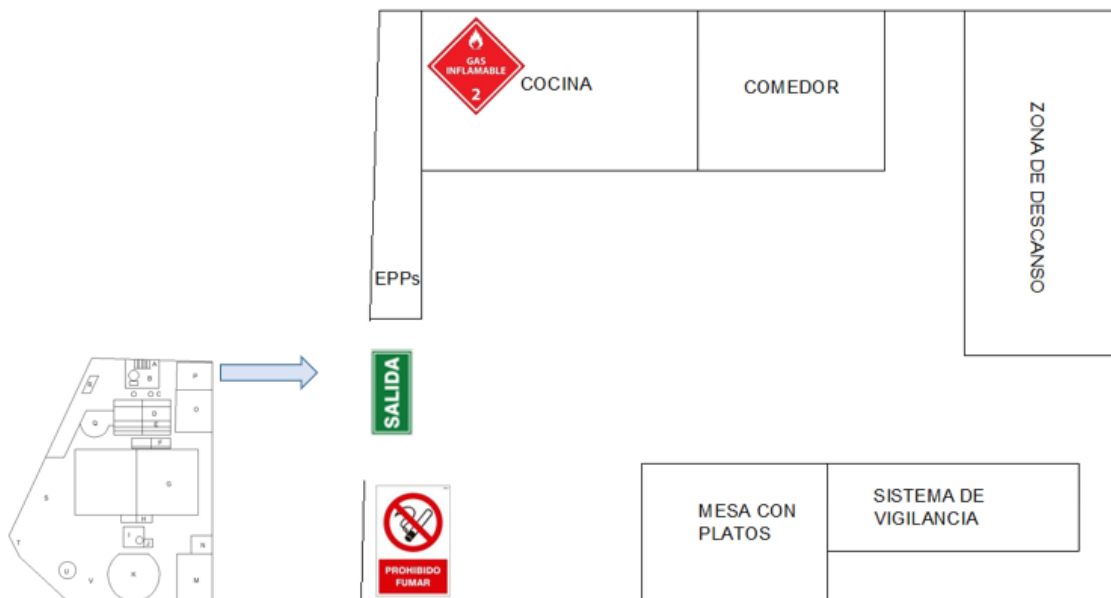 GAS
INFLAMABLE
2
COCINA
COMEDOR
ZONA DE DESCANSO
EPPs
SALIDA
PROHIBIDO
FUMAR
MESA CON
PLATOS
SISTEMA DE
VIGILANCIA
A
B
P
C
D
O
E
Q
F
G
S
H
T
I
N
U
V
K
M